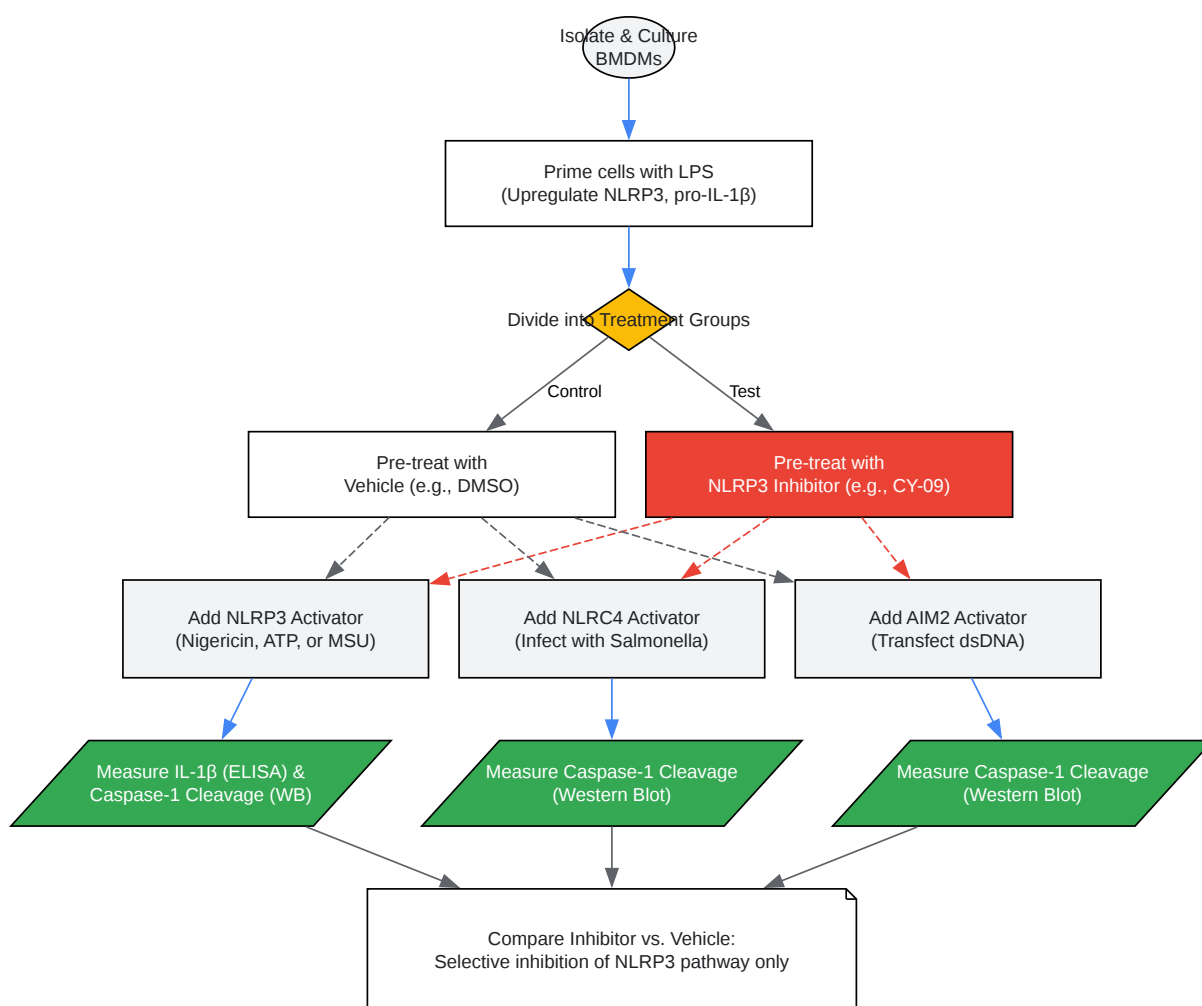 Isolate & Culture
BMDMs
Prime cells with LPS
(Upregulate NLRP3, pro-IL-1β)
Divide into Treatment Groups
Control
Test
Pre-treat with
Vehicle (e.g., DMSO)
Pre-treat with
NLRP3 Inhibitor (e.g., CY-09)
Add NLRP3 Activator
(Nigericin, ATP, or MSU)
Add NLRC4 Activator
(Infect with Salmonella)
Add AIM2 Activator
(Transfect dsDNA)
Measure IL-1β (ELISA) &
Caspase-1 Cleavage (WB)
Measure Caspase-1 Cleavage
(Western Blot)
Measure Caspase-1 Cleavage
(Western Blot)
Compare Inhibitor vs. Vehicle:
Selective inhibition of NLRP3 pathway only